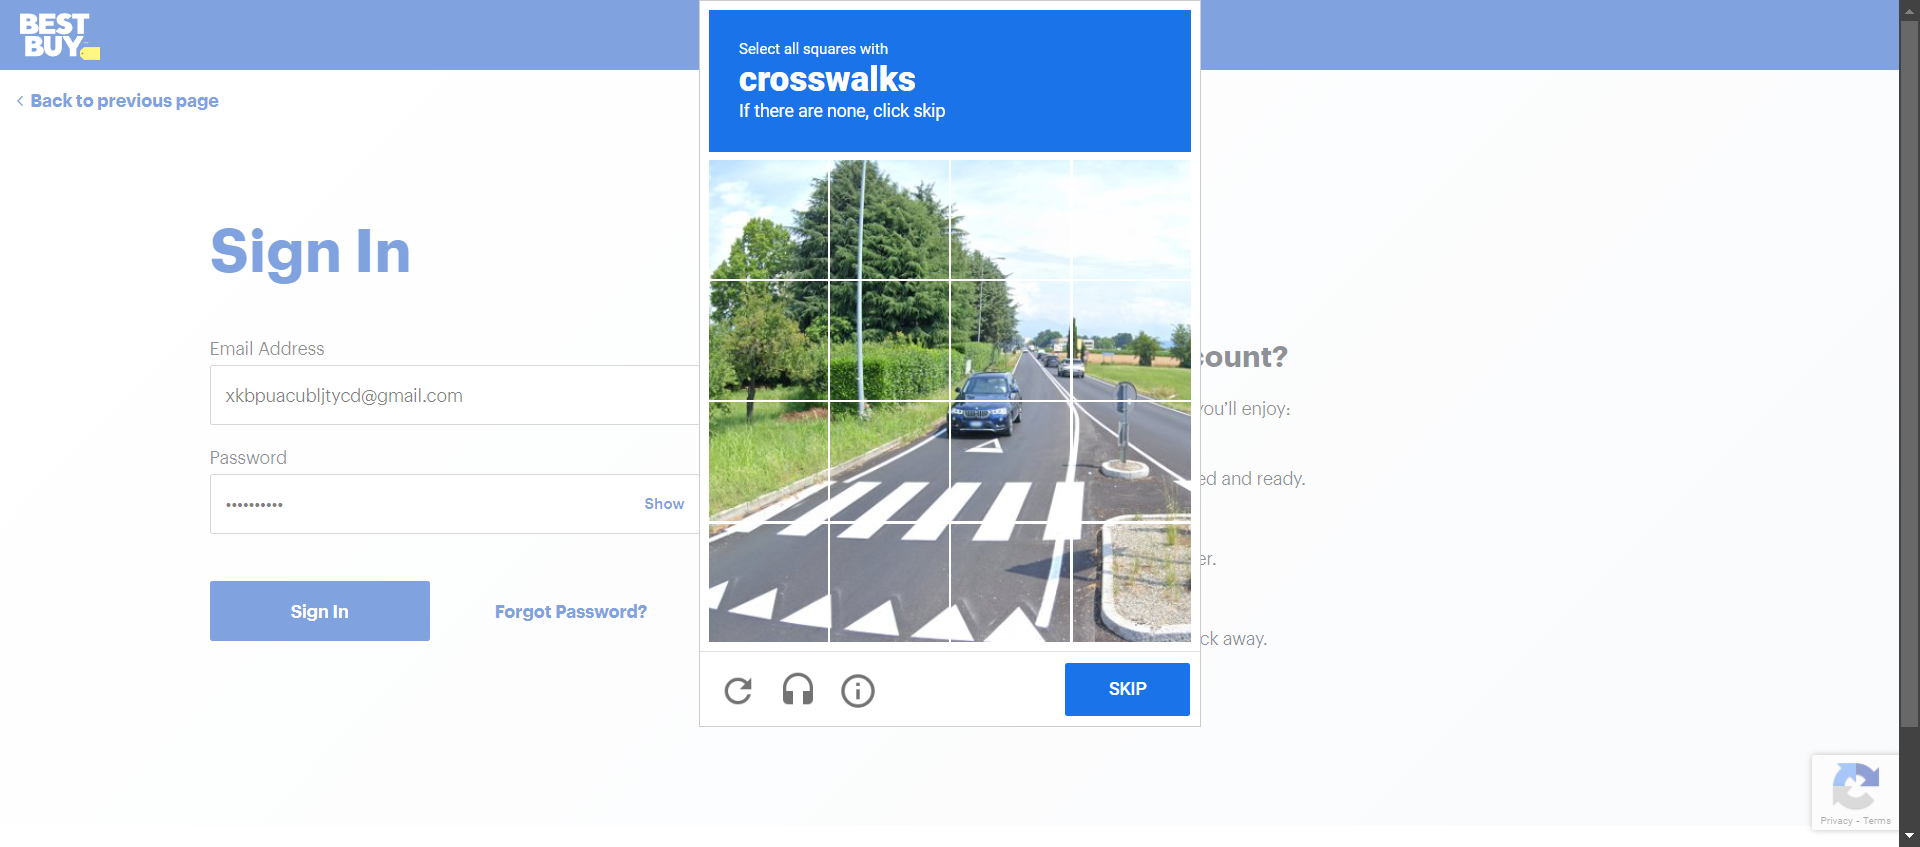 BEST
BUY
Back to previous page
Sign In
Email Address
xkbpuacubljtycd@gmail.com
Password
••••••••••
Show
Sign In
Forgot Password?
Select all squares with
crosswalks
If there are none, click skip
SKIP
count?
you'll enjoy:
ed and ready.
er.
ck away.
Privacy - Terms